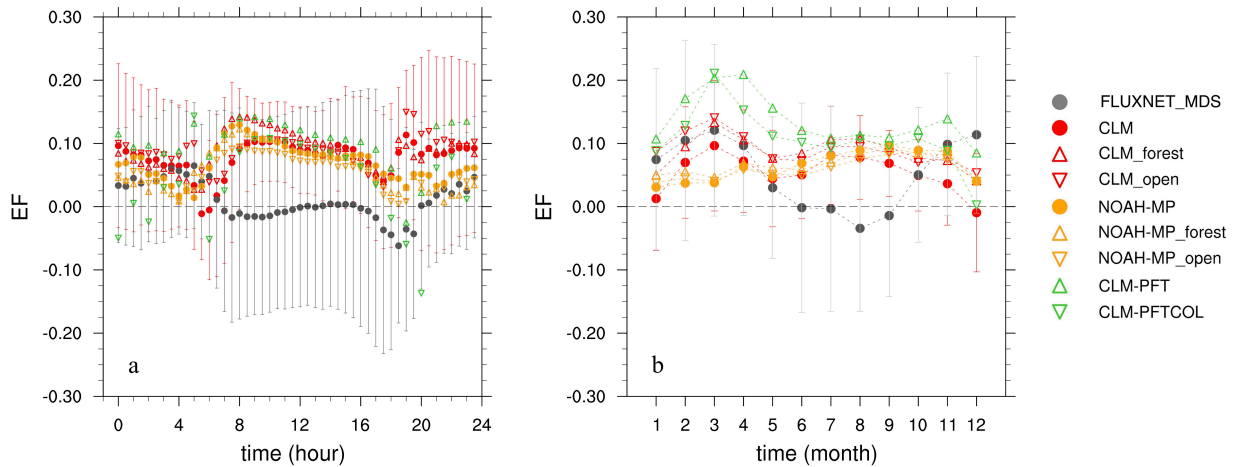 0.30
0.20
0.10
0.00
-0.10
-0.20
-0.30
EF
a
0 4 8 12 16 20 24
time (hour)
0.30
0.20
0.10
0.00
-0.10
-0.20
-0.30
EF
b
1 2 3 4 5 6 7 8 9 10 11 12
time (month)
FLUXNET_MDS
CLM
CLM_forest
CLM_open
NOAH-MP
NOAH-MP_forest
NOAH-MP_open
CLM-PFT
CLM-PFTCOL